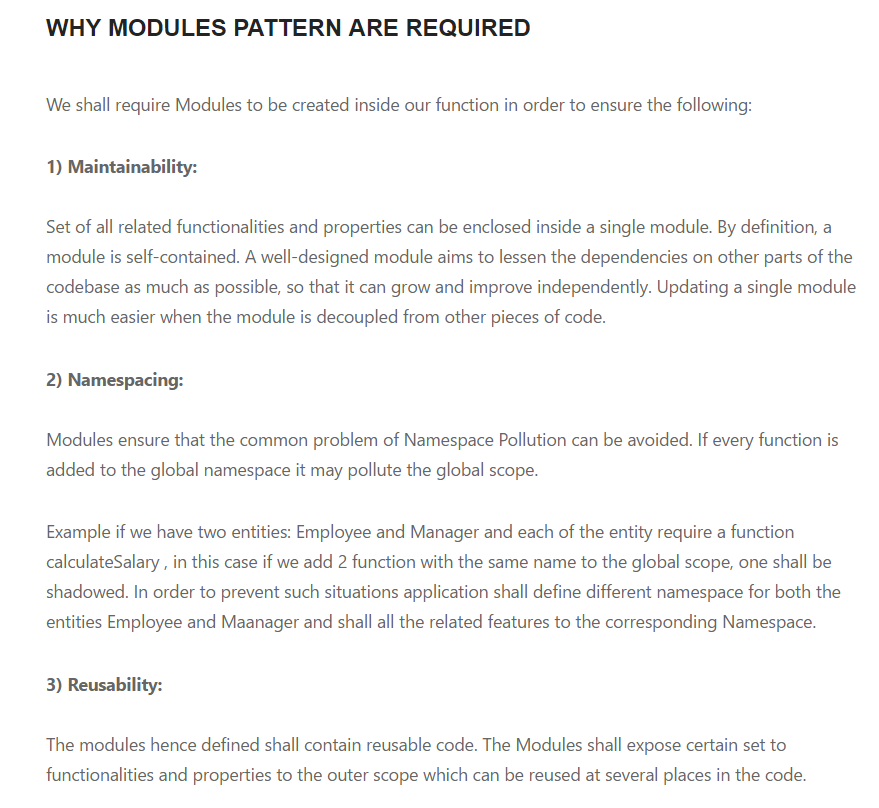 WHY MODULES PATTERN ARE REQUIRED
We shall require Modules to be created inside our function in order to ensure the following:
1) Maintainability:
Set of all related functionalities and properties can be enclosed inside a single module. By definition, a
module is self-contained. A well-designed module aims to lessen the dependencies on other parts of the
codebase as much as possible, so that it can grow and improve independently. Updating a single module
is much easier when the module is decoupled from other pieces of code.
2) Namespacing:
Modules ensure that the common problem of Namespace Pollution can be avoided. If every function is
added to the global namespace it may pollute the global scope.
Example if we have two entities: Employee and Manager and each of the entity require a function
calculateSalary , in this case if we add 2 function with the same name to the global scope, one shall be
shadowed. In order to prevent such situations application shall define different namespace for both the
entities Employee and Maanager and shall all the related features to the corresponding Namespace.
3) Reusability:
The modules hence defined shall contain reusable code. The Modules shall expose certain set to
functionalities and properties to the outer scope which can be reused at several places in the code.